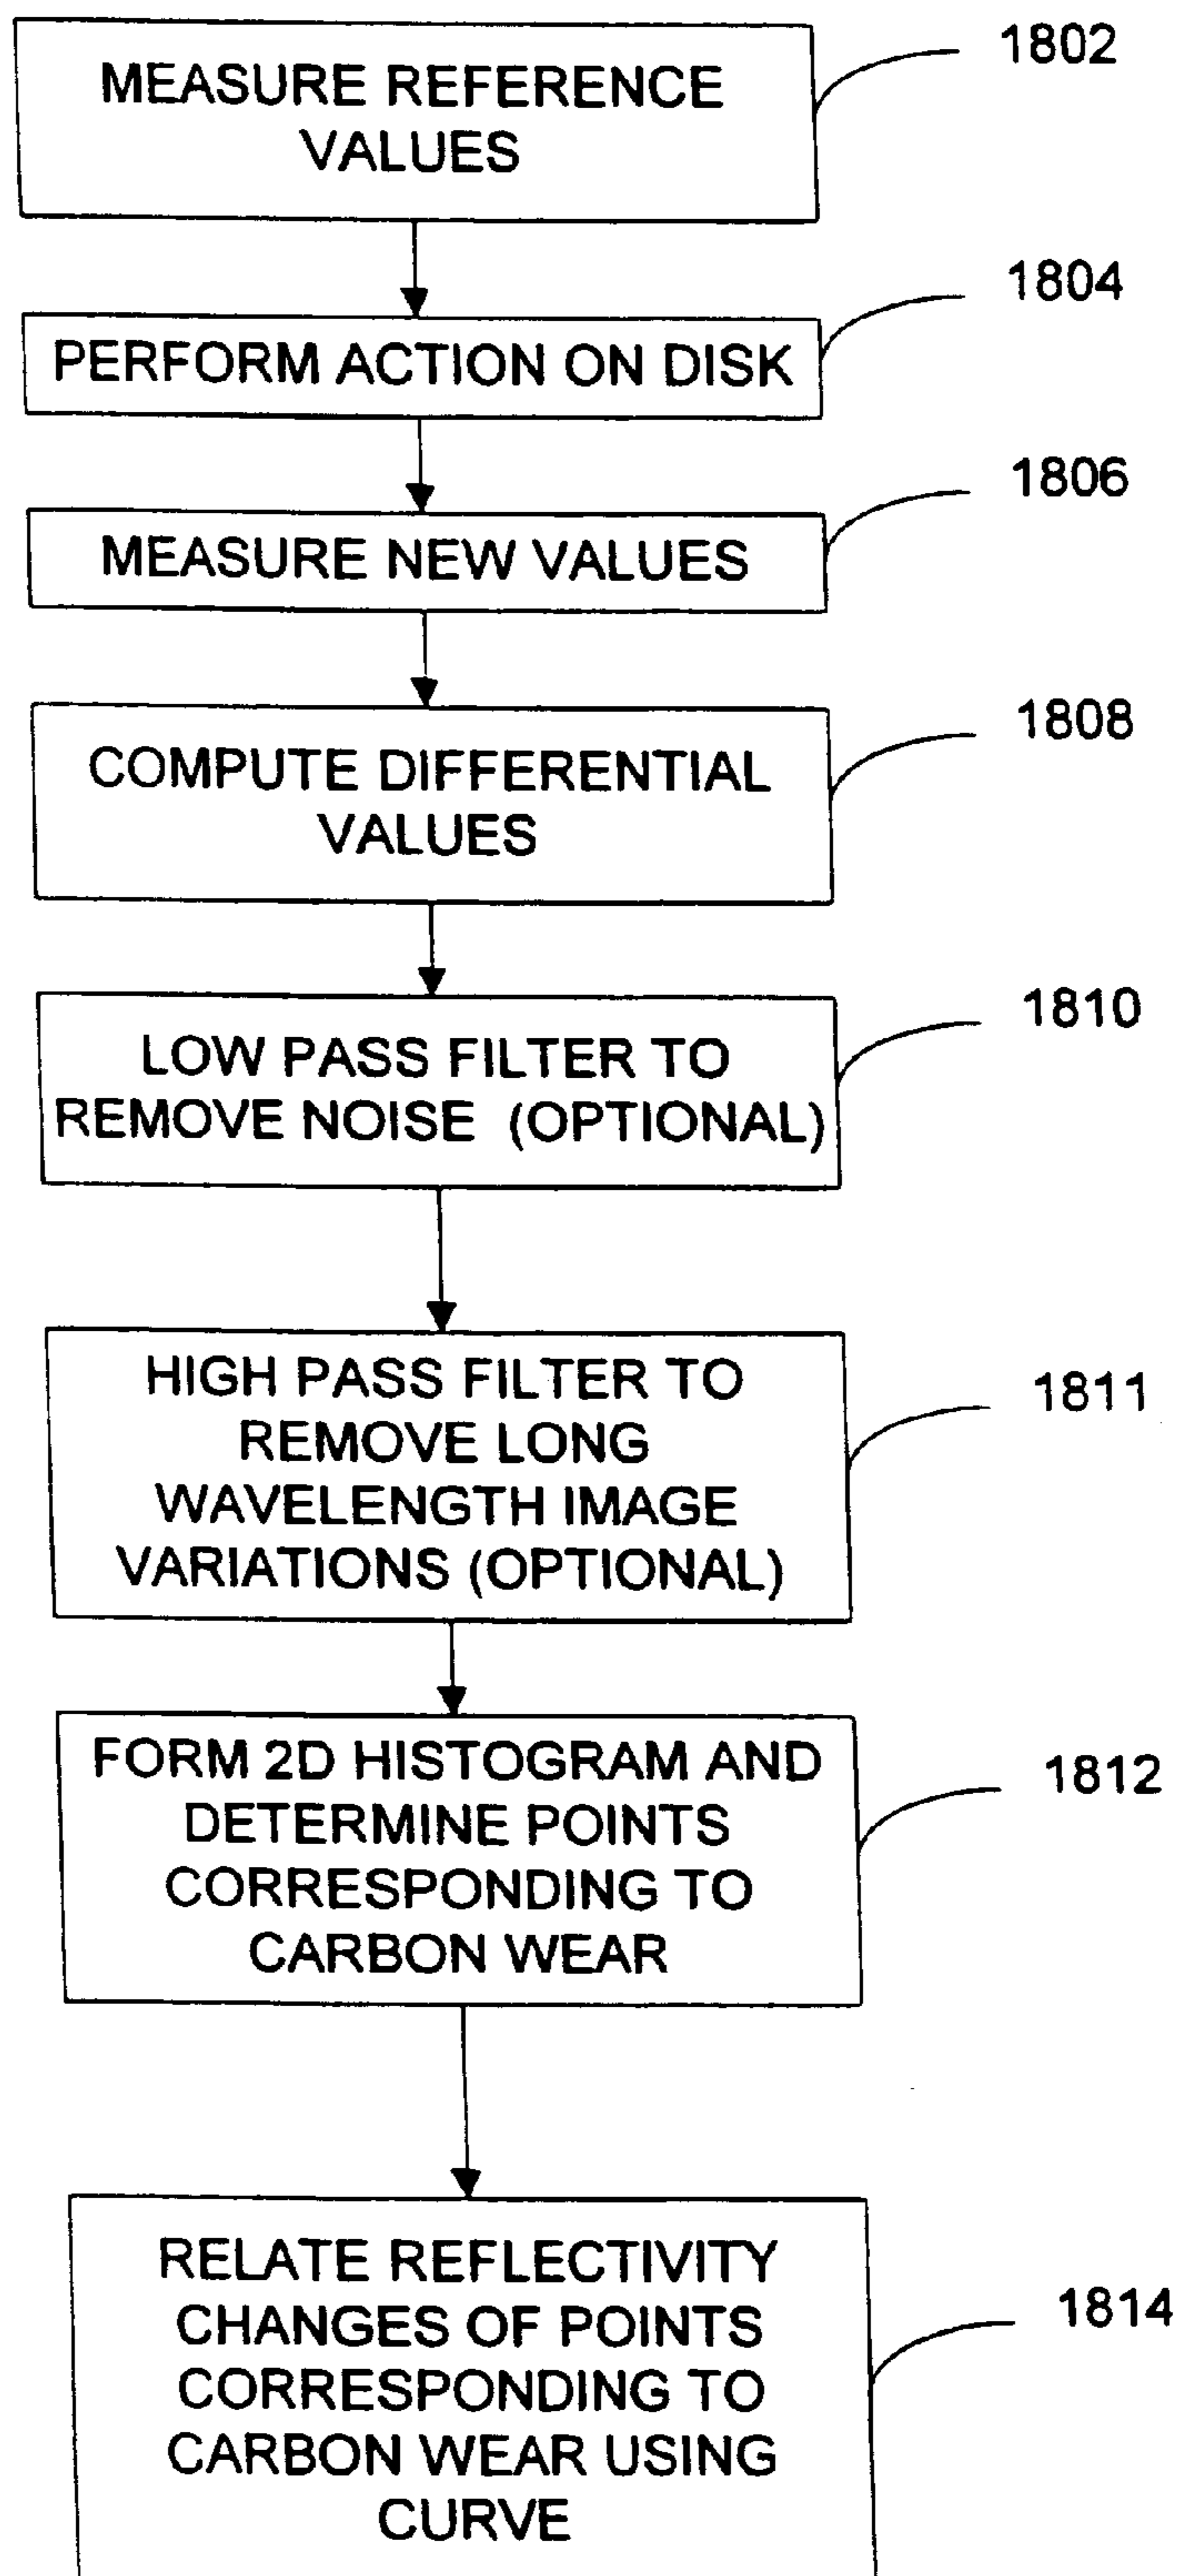 1802
MEASURE REFERENCE
VALUES
1804
PERFORM ACTION ON DISK
1806
MEASURE NEW VALUES
1808
COMPUTE DIFFERENTIAL
VALUES
1810
LOW PASS FILTER TO
REMOVE NOISE (OPTIONAL)
1811
HIGH PASS FILTER TO
REMOVE LONG
WAVELENGTH IMAGE
VARIATIONS (OPTIONAL)
1812
FORM 2D HISTOGRAM AND
DETERMINE POINTS
CORRESPONDING TO
CARBON WEAR
1814
RELATE REFLECTIVITY
CHANGES OF POINTS
CORRESPONDING TO
CARBON WEAR USING
CURVE